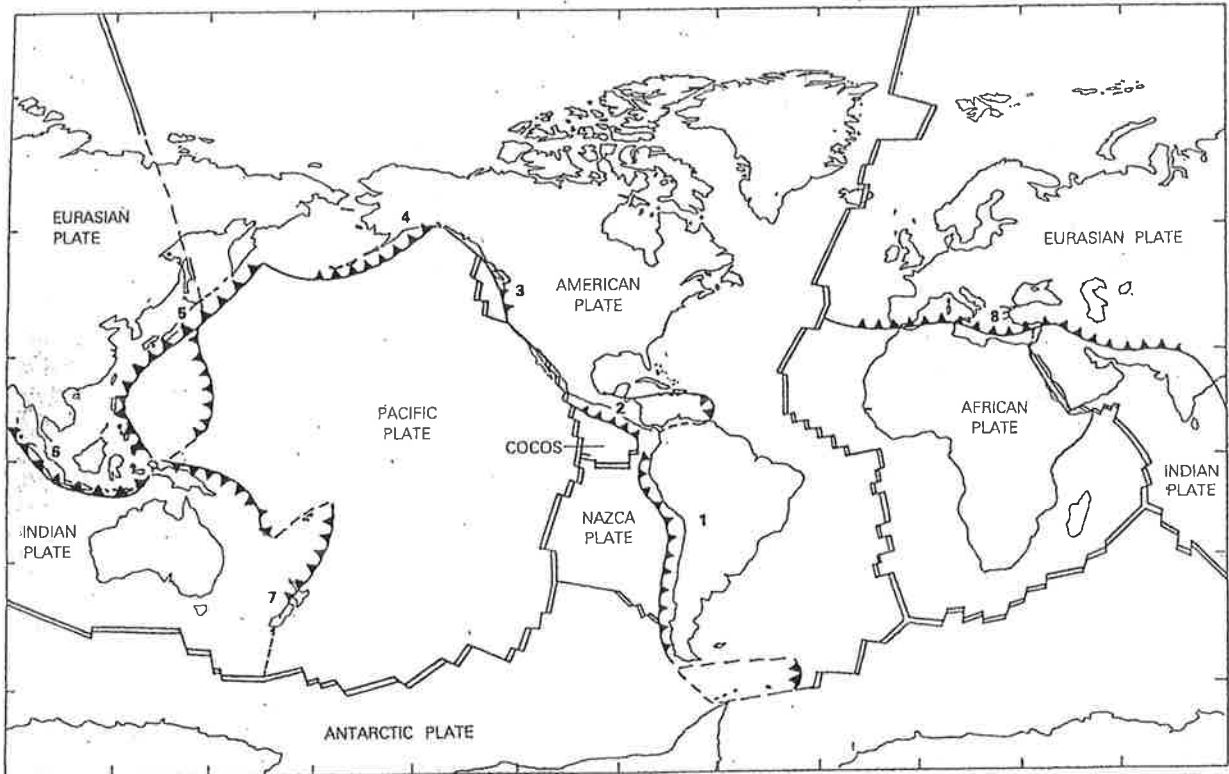 4
EURASIAN
PLATE
EURASIAN PLATE
3
AMERICAN
PLATE
5
8
2
PACIFIC
PLATE
AFRICAN
PLATE
COCOS
6
INDIAN
PLATE
INDIAN
PLATE
NAZCA
PLATE
1
7
ANTARCTIC PLATE